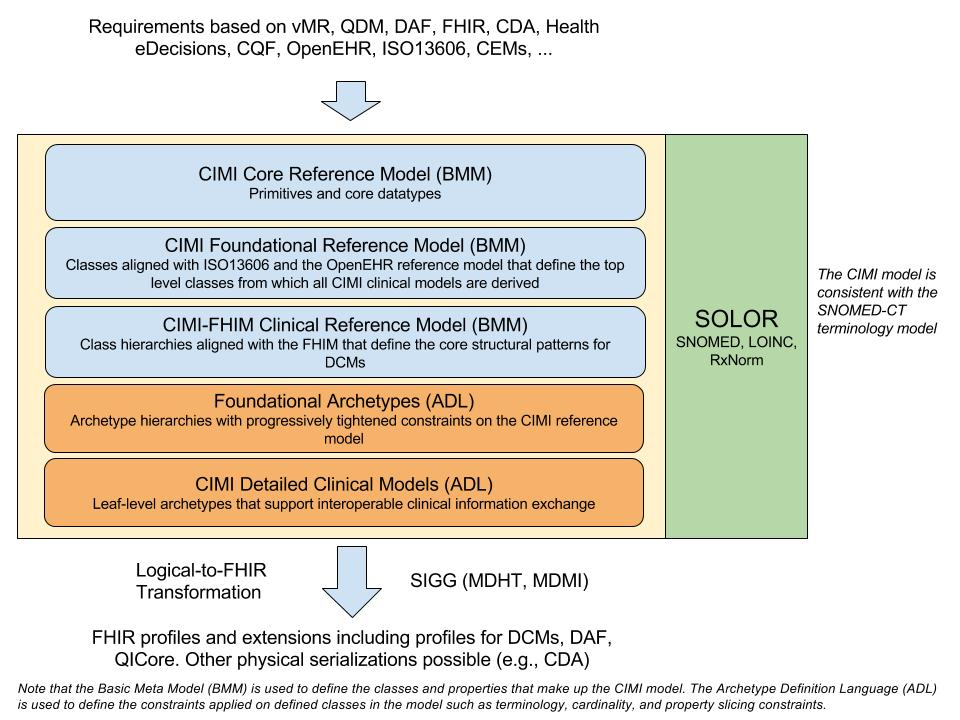 Requirements based on vMR, QDM, DAF, FHIR, CDA, Health
eDecisions, CQF, OpenEHR, ISO13606, CEMs, ...
CIMI Core Reference Model (BMM)
Primitives and core datatypes
CIMI Foundational Reference Model (BMM)
Classes aligned with ISO13606 and the OpenEHR reference model that define the top
level classes from which all CIMI clinical models are derived
CIMI-FHIM Clinical Reference Model (BMM)
Class hierarchies aligned with the FHIM that define the core structural patterns for
DCMs
Foundational Archetypes (ADL)
Archetype hierarchies with progressively tightened constraints on the CIMI reference
model
CIMI Detailed Clinical Models (ADL)
Leaf-level archetypes that support interoperable clinical information exchange
SOLOR
SNOMED, LOINC,
RxNorm
The CIMI model is
consistent with the
SNOMED-CT
terminology model
Logical-to-FHIR
Transformation
SIGG (MDHT, MDMI)
FHIR profiles and extensions including profiles for DCMs, DAF,
QICore. Other physical serializations possible (e.g., CDA)
Note that the Basic Meta Model (BMM) is used to define the classes and properties that make up the CIMI model. The Archetype Definition Language (ADL)
is used to define the constraints applied on defined classes in the model such as terminology, cardinality, and property slicing constraints.